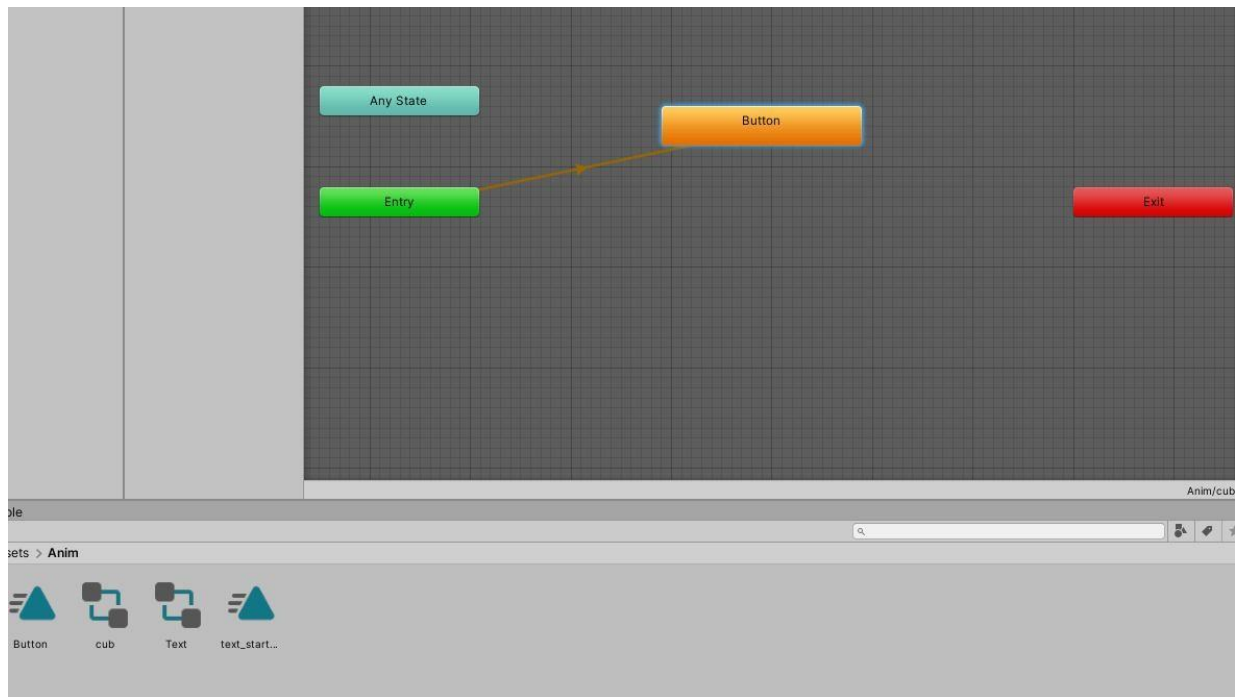 Any State
Button
Entry
Exit
Anim/cub
ole
sets > Anim
Button
cub
Text
text_start...